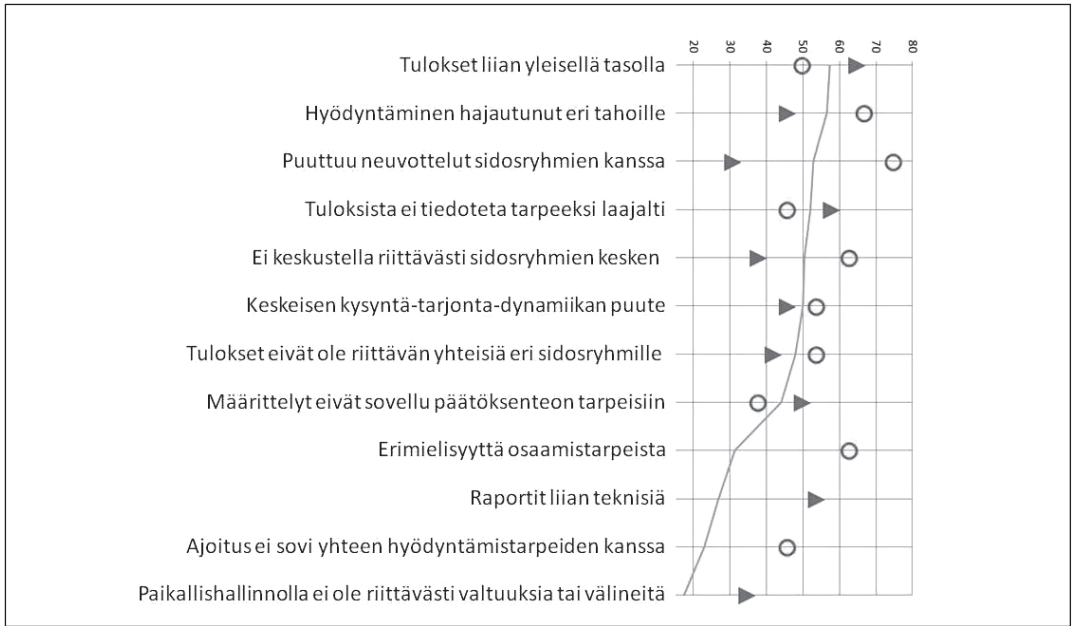 20 30 40 50 60 70 80
Tulokset liian yleisellä tasolla
Hyödyntäminen hajautunut eri tahoille
Puuttuu neuvottelut sidosryhmien kanssa
Tuloksista ei tiedoteta tarpeeksi laajalti
Ei keskustella riittävästi sidosryhmien kesken
Keskeisen kysyntä-tarjonta-dynamiikan puute
Tulokset eivät ole riittävän yhteisiä eri sidosryhmille
Määrittelyt eivät sovellu päätöksenteon tarpeisiin
Erimielisyyttä osaamistarpeista
Raportit liian teknisiä
Ajoitus ei sovi yhteen hyödyntämistarpeiden kanssa
Paikallishallinnolla ei ole riittävästi valtuuksia tai välineitä